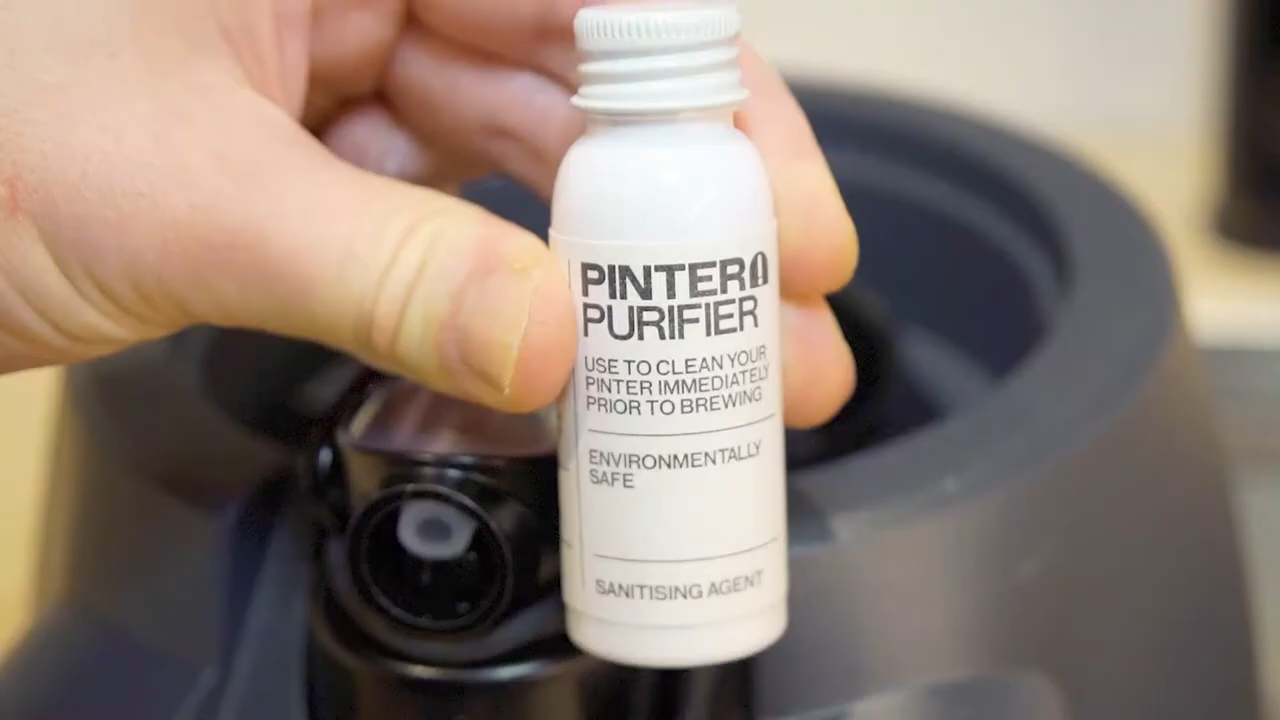 PINTER
PURIFIER
USE TO CLEAN YOUR
PINTER IMMEDIATELY
PRIOR TO BREWING
ENVIRONMENTALLY
SAFE
SANITISING AGENT